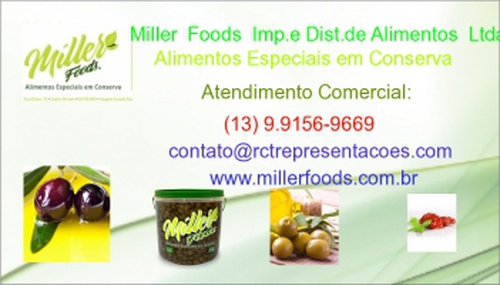 Miller Foods Imp.e Dist.de Alimentos Ltda
Miller
Foods
Alimentos Especiais em Conserva
Alimentos Especiais em Conserva
Atendimento Comercial:
(13) 9.9156-9669
contato@rctrepresentacoes.com
www.millerfoods.com.br
Miller